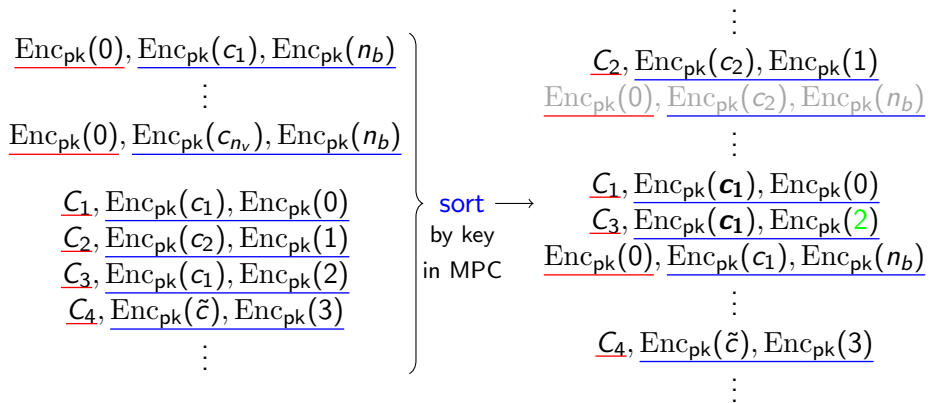 Enc_pk(0), Enc_pk(c_1), Enc_pk(n_b)
⋮
Enc_pk(0), Enc_pk(c_{n_v}), Enc_pk(n_b)
C_1, Enc_pk(c_1), Enc_pk(0)
C_2, Enc_pk(c_2), Enc_pk(1)
C_3, Enc_pk(c_1), Enc_pk(2)
C_4, Enc_pk(c̃), Enc_pk(3)
⋮
sort
by key
in MPC
⋮
C_2, Enc_pk(c_2), Enc_pk(1)
Enc_pk(0), Enc_pk(c_2), Enc_pk(n_b)
⋮
C_1, Enc_pk(c_1), Enc_pk(0)
C_3, Enc_pk(c_1), Enc_pk(2)
Enc_pk(0), Enc_pk(c_1), Enc_pk(n_b)
⋮
C_4, Enc_pk(c̃), Enc_pk(3)
⋮